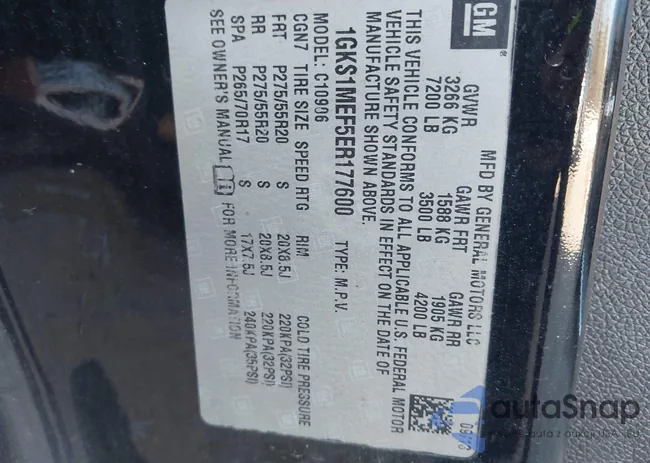 GM
MFD BY GENERAL MOTORS LLC
GVWR GAWR FRT GAWR RR
3266 KG 1588 KG 1905 KG
7200 LB 3500 LB 4200 LB
THIS VEHICLE CONFORMS TO ALL APPLICABLE U.S. FEDERAL MOTOR
VEHICLE SAFETY STANDARDS IN EFFECT ON THE DATE OF
MANUFACTURE SHOWN ABOVE.
1GKS1MEF5ER177600 TYPE: M.P.V.
MODEL: C10906
CGN7 TIRE SIZE SPEED RTG RIM COLD TIRE PRESSURE
FRT P275/55R20 S 20X8.5J 220KPA(32PSI)
RR P275/55R20 S 20X8.5J 220KPA(32PSI)
SPA P265/70R17 S 17X7.5J 240KPA(35PSI)
SEE OWNER'S MANUAL FOR MORE INFORMATION
autaSnap